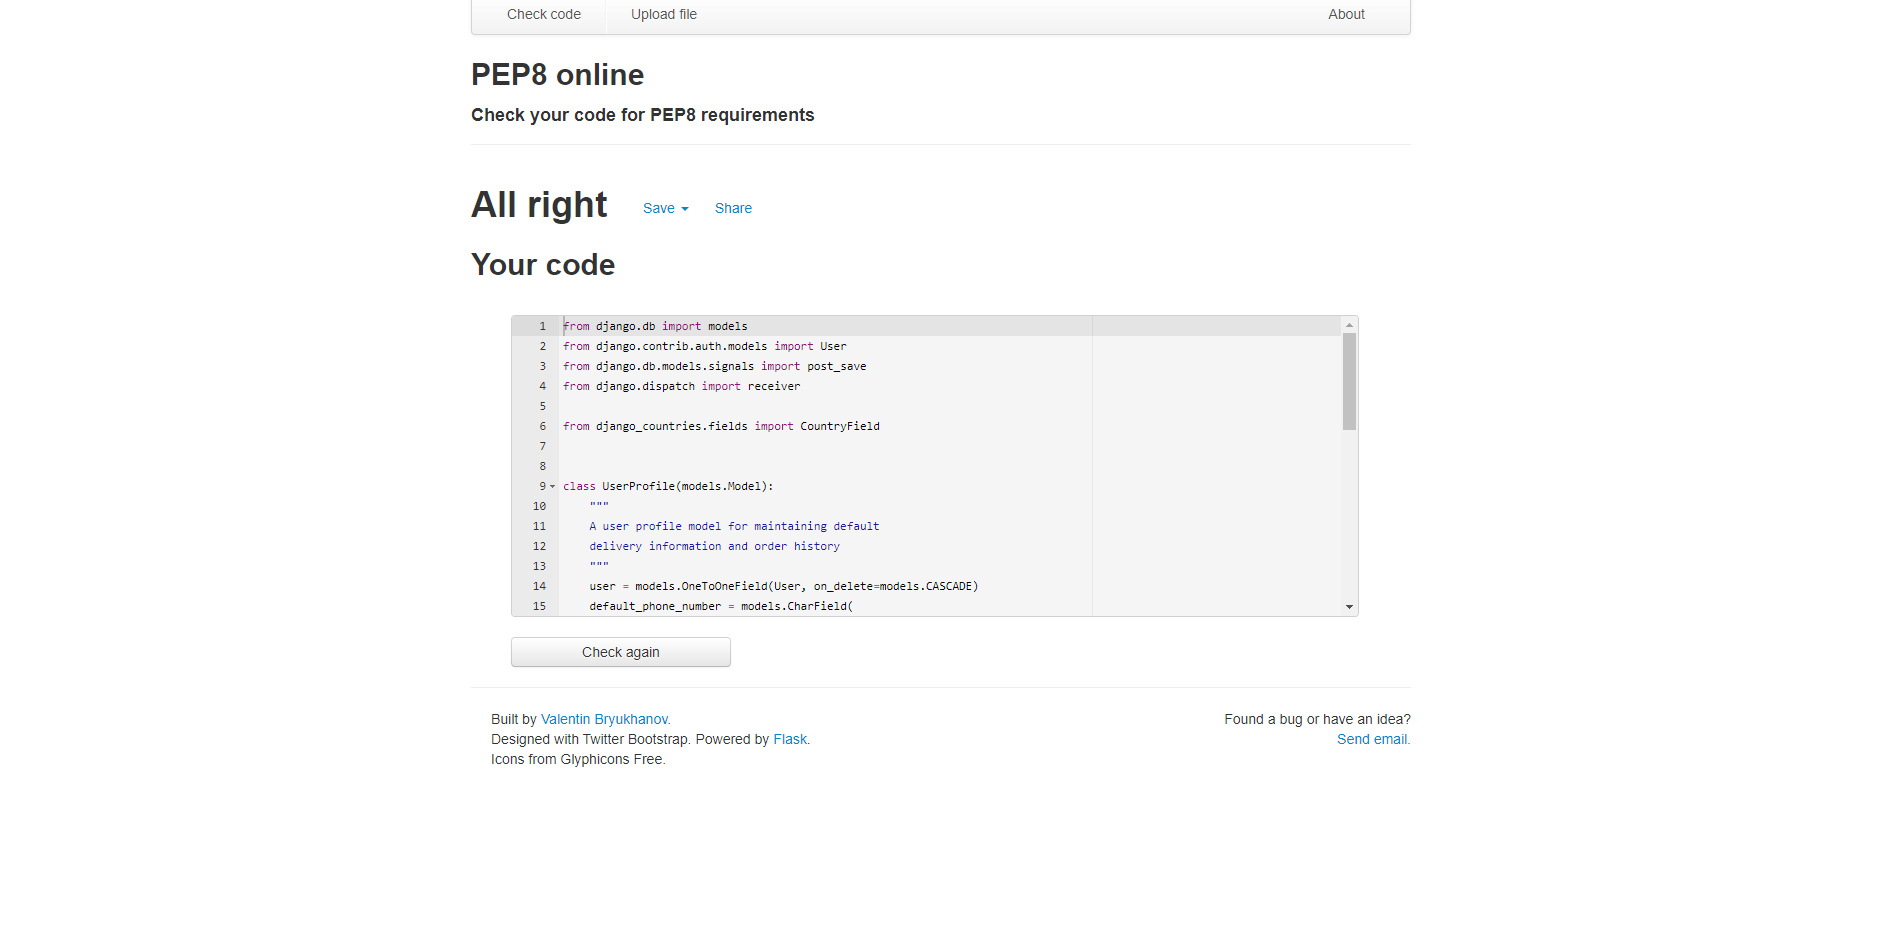 Check code Upload file About
PEP8 online
Check your code for PEP8 requirements
All right Save Share
Your code
1 from django.db import models
2 from django.contrib.auth.models import User
3 from django.db.models.signals import post_save
4 from django.dispatch import receiver
5
6 from django_countries.fields import CountryField
7
8
9 class UserProfile(models.Model):
10 """
11 A user profile model for maintaining default
12 delivery information and order history
13 """
14 user = models.OneToOneField(User, on_delete=models.CASCADE)
15 default_phone_number = models.CharField(
Check again
Built by Valentin Bryukhanov. Found a bug or have an idea?
Designed with Twitter Bootstrap. Powered by Flask. Send email.
Icons from Glyphicons Free.